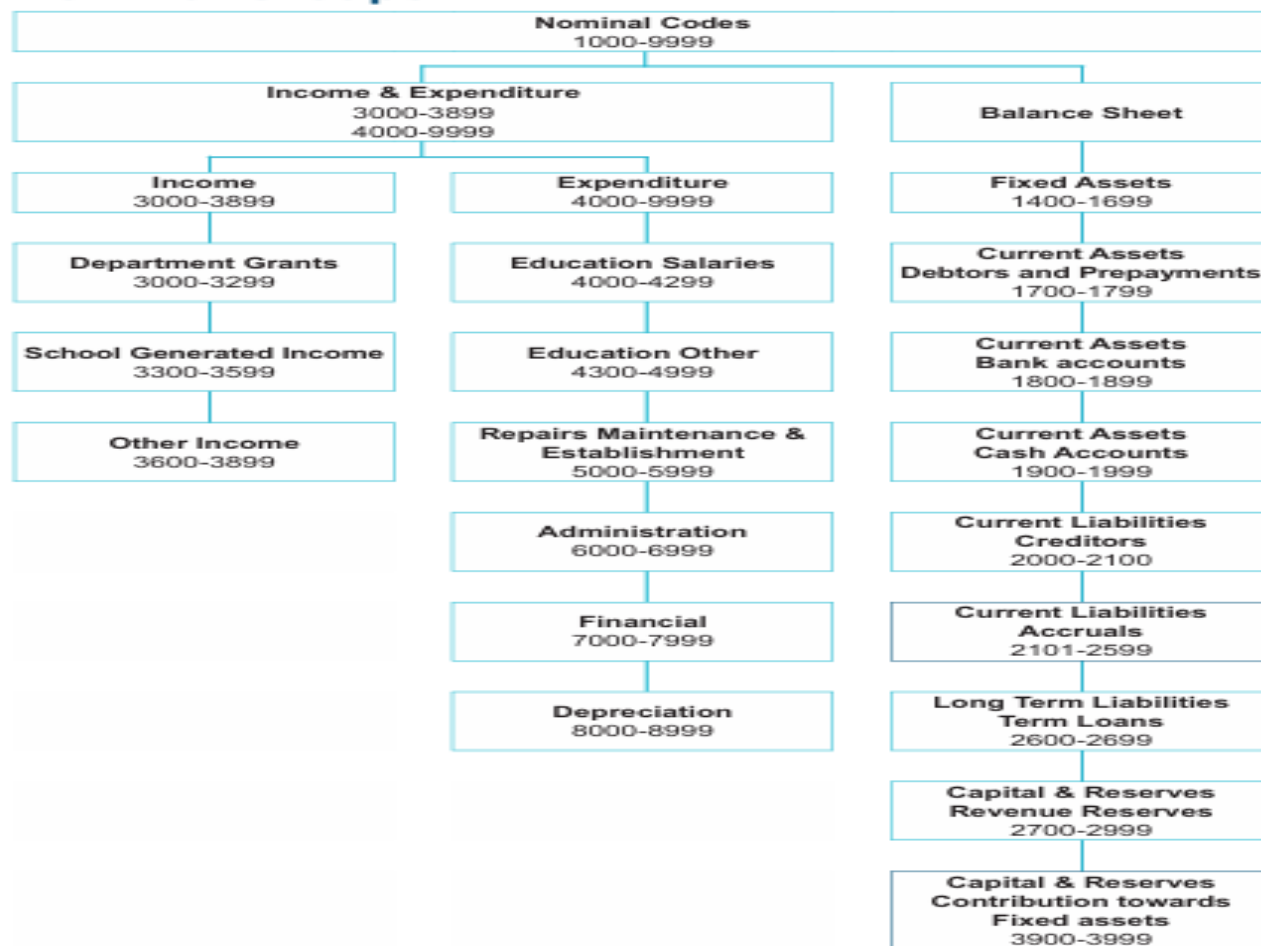 Nominal Codes
1000-9999
Income & Expenditure
3000-3899
4000-9999
Balance Sheet
Income
3000-3899
Expenditure
4000-9999
Fixed Assets
1400-1699
Department Grants
3000-3299
Education Salaries
4000-4299
Current Assets
Debtors and Prepayments
1700-1799
School Generated Income
3300-3599
Education Other
4300-4999
Current Assets
Bank accounts
1800-1899
Other Income
3600-3899
Repairs Maintenance &
Establishment
5000-5999
Current Assets
Cash Accounts
1900-1999
Administration
6000-6999
Current Liabilities
Creditors
2000-2100
Financial
7000-7999
Current Liabilities
Accruals
2101-2599
Depreciation
8000-8999
Long Term Liabilities
Term Loans
2600-2699
Capital & Reserves
Revenue Reserves
2700-2999
Capital & Reserves
Contribution towards
Fixed assets
3900-3999